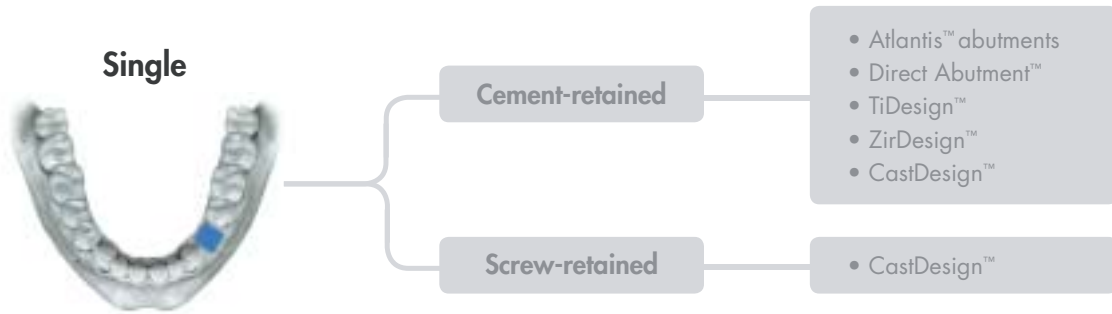 Single
Cement-retained
• Atlantis™ abutments
• Direct Abutment™
• TiDesign™
• ZirDesign™
• CastDesign™
Screw-retained
• CastDesign™